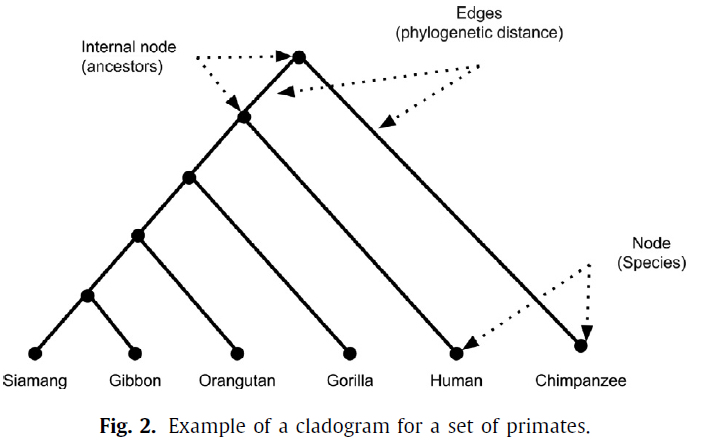 Edges
(phylogenetic distance)
Internal node
(ancestors)
Node
(Species)
Siamang Gibbon Orangutan Gorilla Human Chimpanzee
Fig. 2. Example of a cladogram for a set of primates.